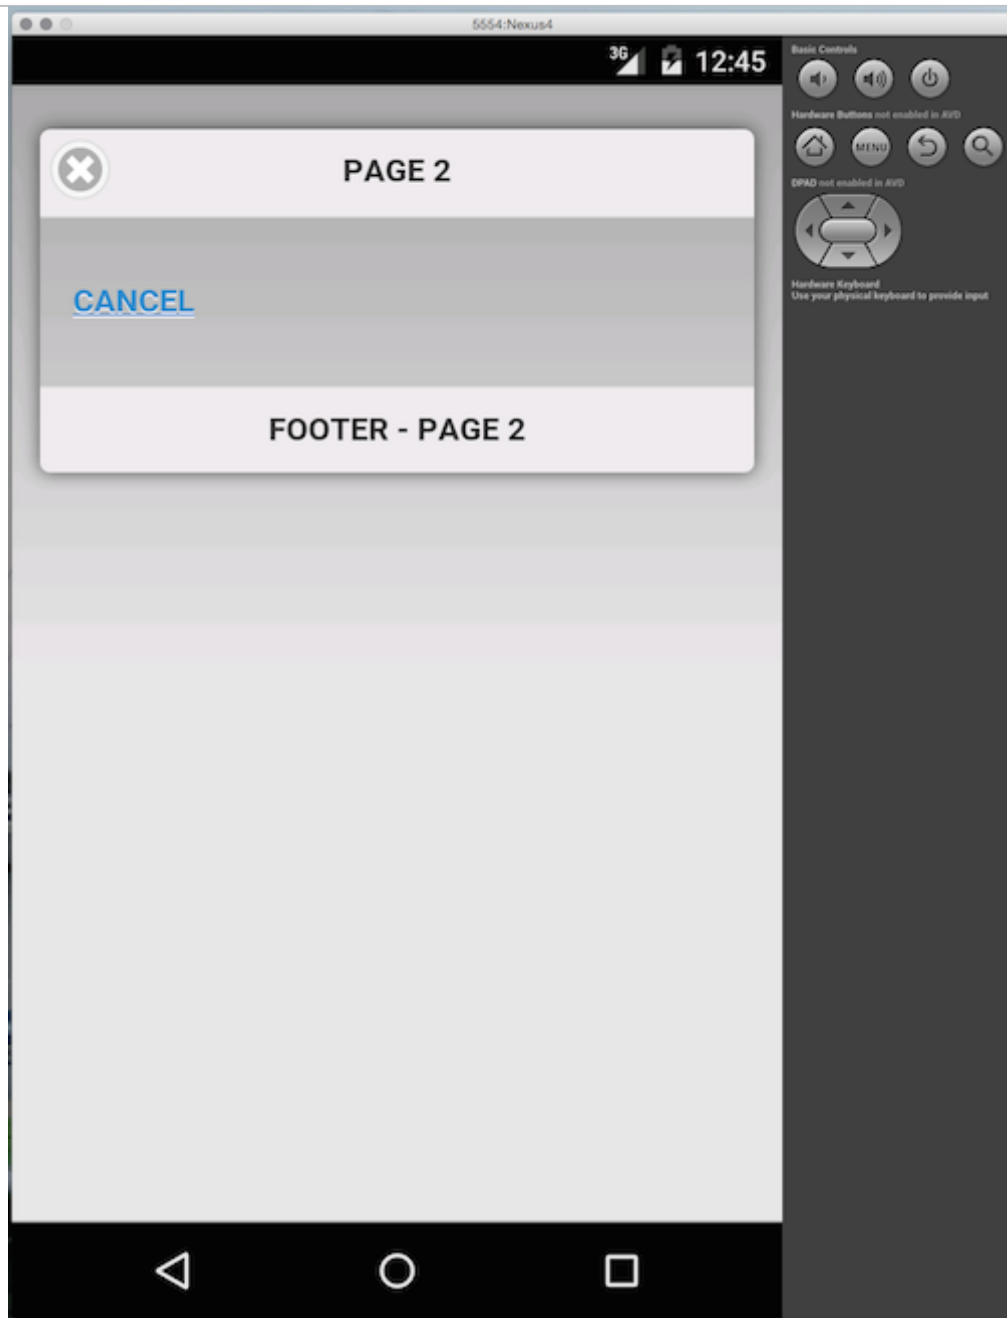 5554:Nexus4
3G 12:45
PAGE 2
CANCEL
FOOTER - PAGE 2
Basic Controls
Hardware Buttons not enabled in AVD
MENU
DPAD not enabled in AVD
Hardware Keyboard
Use your physical keyboard to provide input